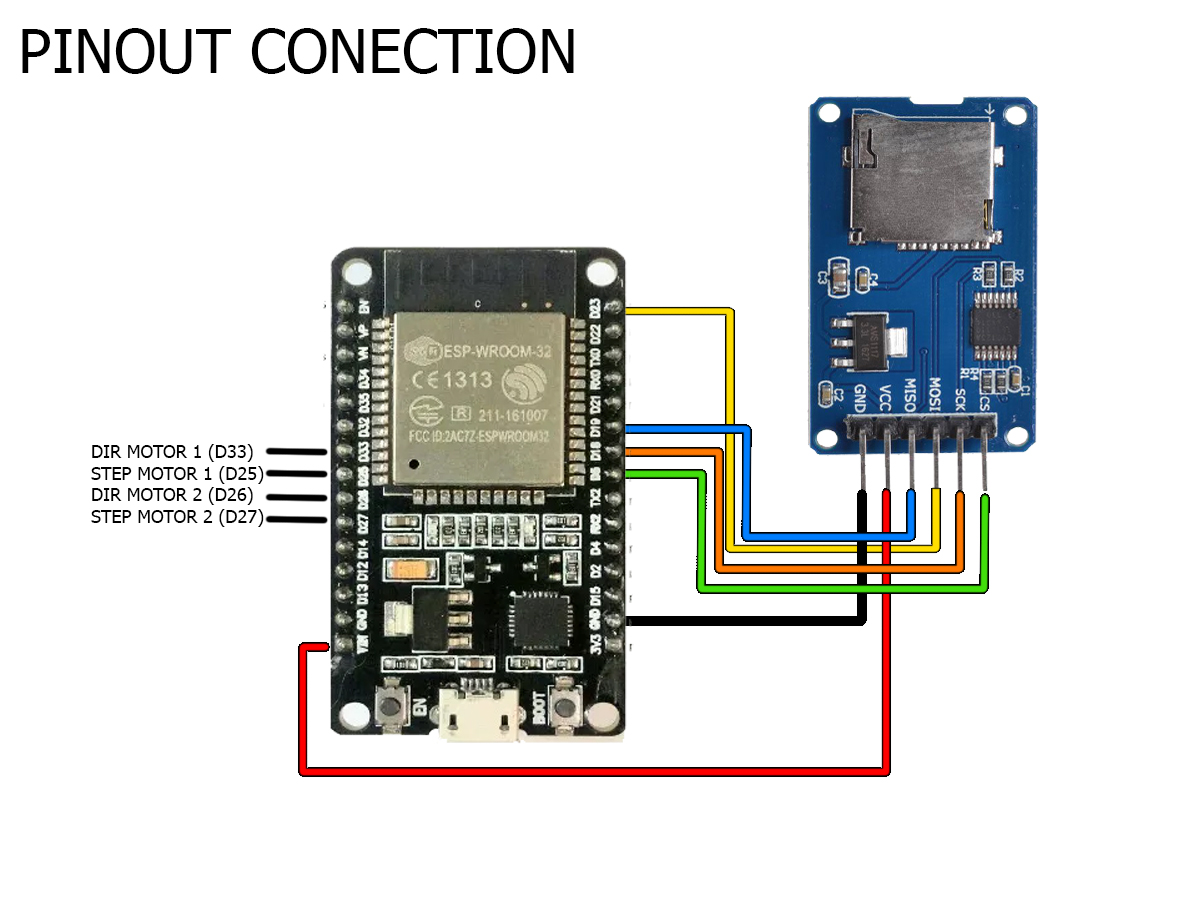 PINOUT CONECTION
DIR MOTOR 1 (D33)
STEP MOTOR 1 (D25)
DIR MOTOR 2 (D26)
STEP MOTOR 2 (D27)
EN
VP
VN
D34
D35
D32
D33
D25
D26
D27
D14
D12
D13
GND
VIN
ESP-WROOM-32
CE 1313
R 211-161007
FCC ID:2AC7Z-ESPWROOM32
D23
D22
TX0
RX0
D21
D19
D18
D5
TX2
RX2
D4
D2
D15
GND
3V3
EN
BOOT
C3
C4
R3
R2
AMS1117
C2
R1
R4
C1
GND
VCC
MISO
MOSI
SCK
CS